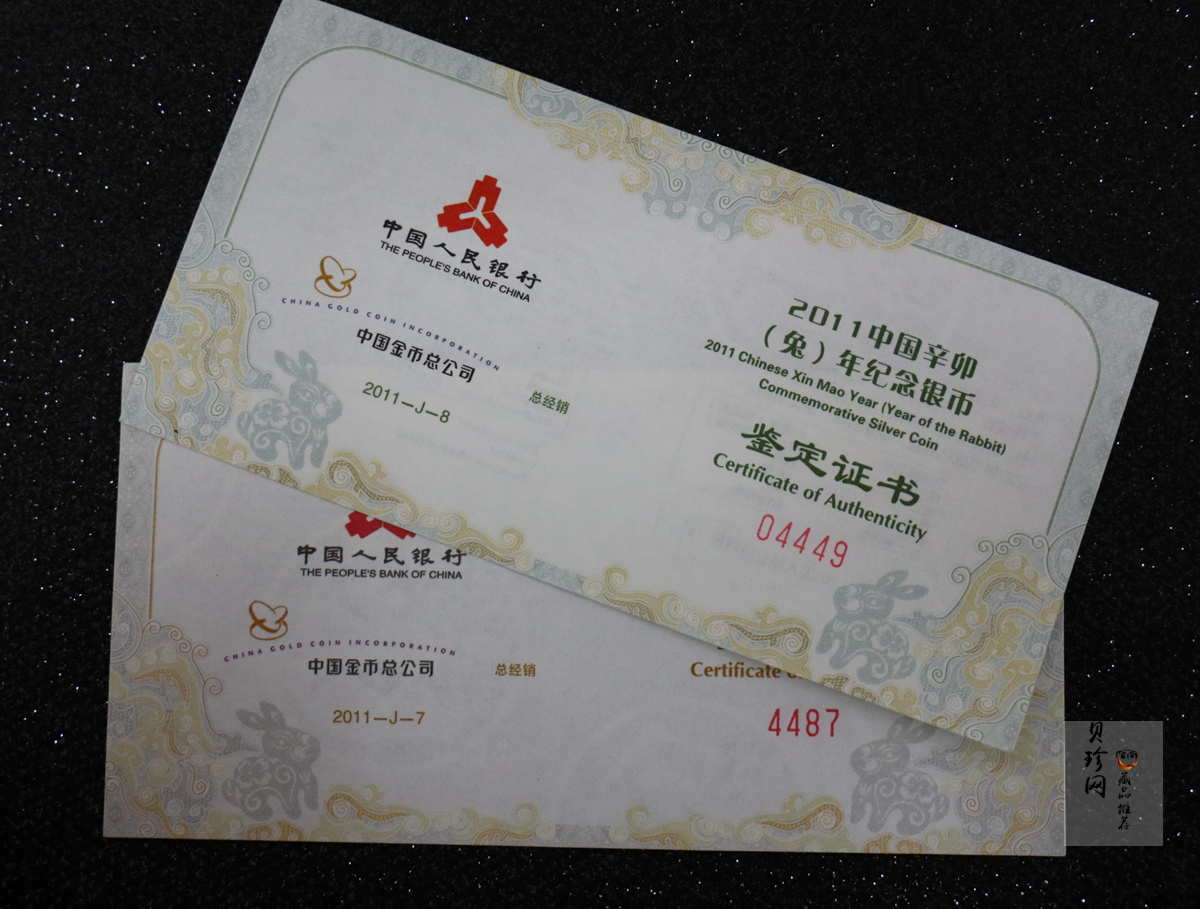 中国人民银行
THE PEOPLE'S BANK OF CHINA
CHINA GOLD COIN INCORPORATION
中国金币总公司
总经销
2011—J—8
2011中国辛卯
（兔）年纪念银币
2011 Chinese Xin Mao Year (Year of the Rabbit)
Commemorative Silver Coin
鉴定证书
Certificate of Authenticity
04449
中国人民银行
THE PEOPLE'S BANK OF CHINA
CHINA GOLD COIN INCORPORATION
中国金币总公司
总经销
2011—J—7
Certificate
4487
贝珍网
藏品推荐